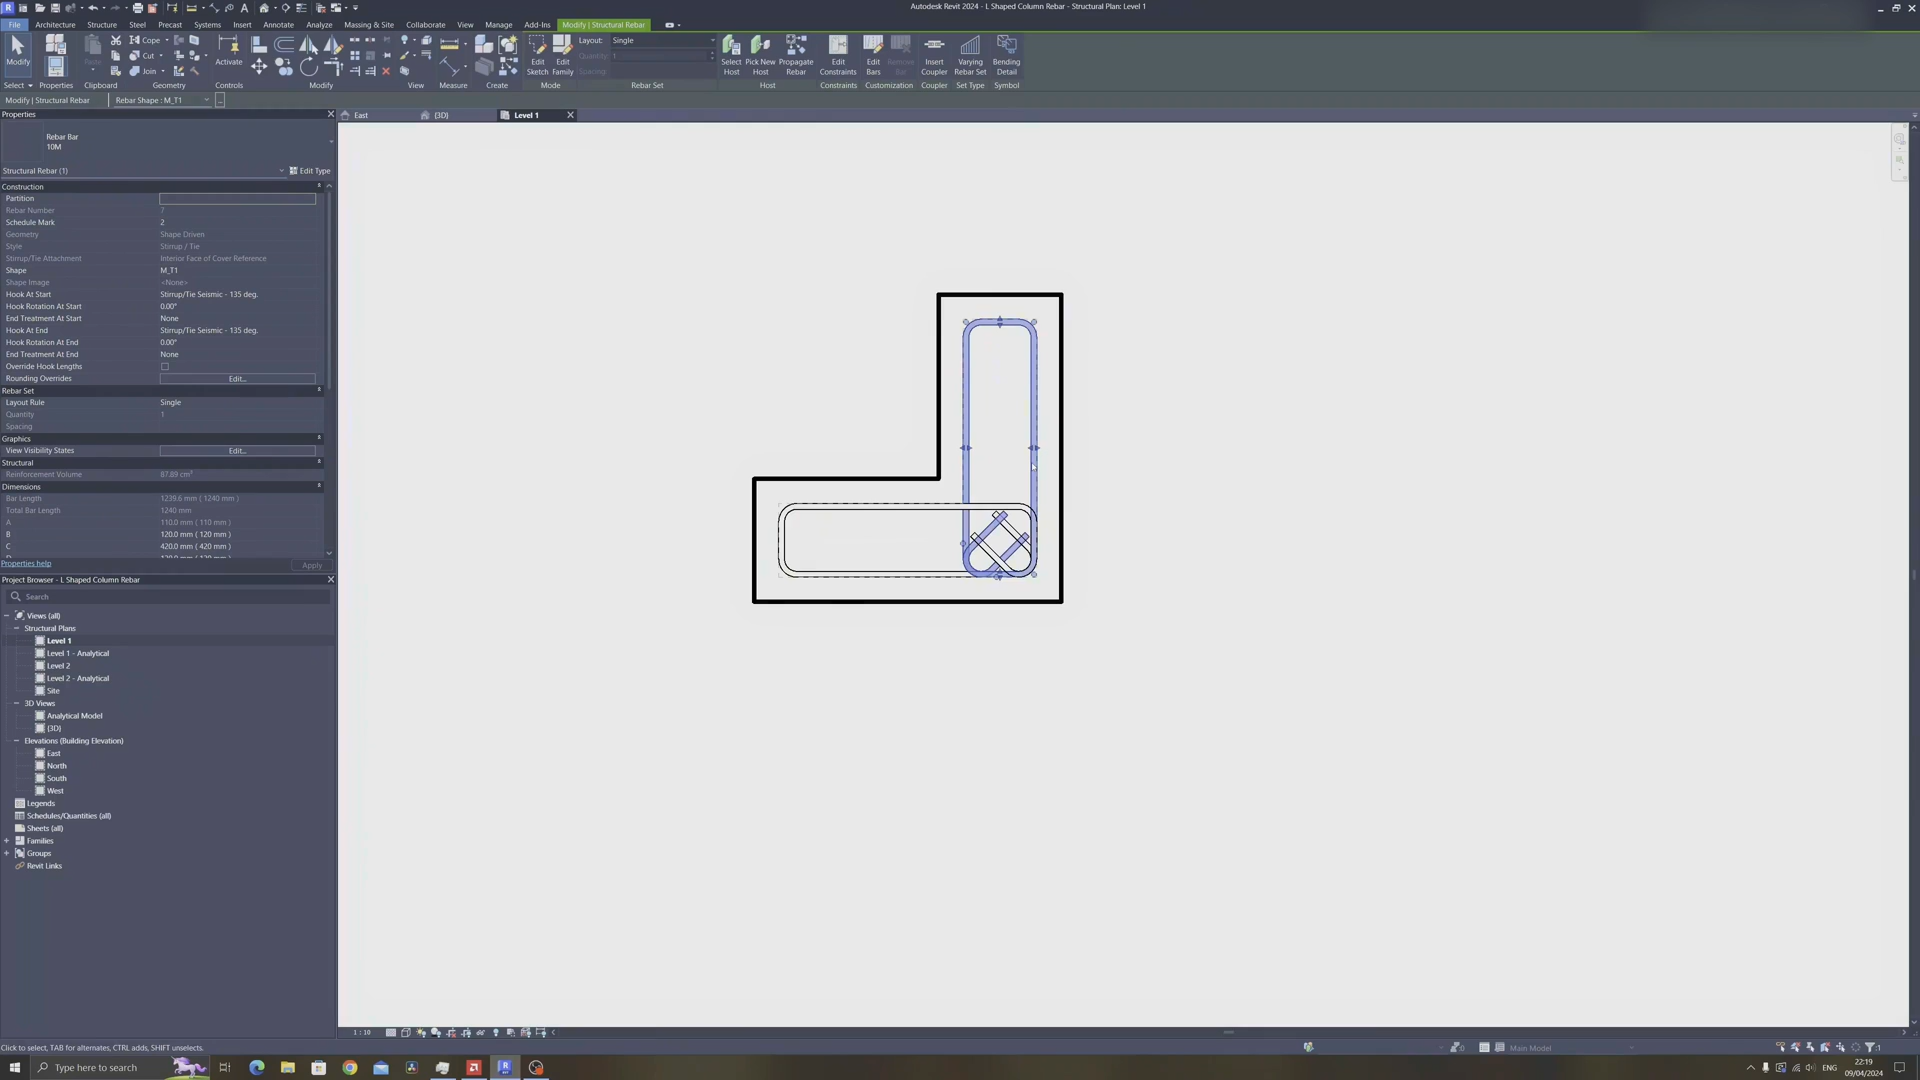 Autodesk Revit 2024 - L Shaped Column Rebar - Structural Plan: Level 1
File Architecture Structure Steel Precast Systems Insert Annotate Analyze Massing & Site Collaborate View Manage Add-Ins Modify | Structural Rebar
Modify Paste Cope Cut Join Activate Edit Sketch Edit Family Layout: Single Quantity: 1 Spacing: Select Host Pick New Host Propagate Rebar Edit Constraints Edit Bars Remove Bar Insert Coupler Varying Rebar Set Bending Detail
Select Properties Clipboard Geometry Controls Modify View Measure Create Mode Rebar Set Host Constraints Customization Coupler Set Type Symbol
Modify | Structural Rebar Rebar Shape : M_T1 ...
Properties
East {3D} Level 1
Rebar Bar
10M
Structural Rebar (1) Edit Type
Construction
Partition
Rebar Number 7
Schedule Mark 2
Geometry Shape Driven
Style Stirrup / Tie
Stirrup/Tie Attachment Interior Face of Cover Reference
Shape M_T1
Shape Image <None>
Hook At Start Stirrup/Tie Seismic - 135 deg.
Hook Rotation At Start 0.00°
End Treatment At Start None
Hook At End Stirrup/Tie Seismic - 135 deg.
Hook Rotation At End 0.00°
End Treatment At End None
Override Hook Lengths
Rounding Overrides Edit...
Rebar Set
Layout Rule Single
Quantity 1
Spacing
Graphics
View Visibility States Edit...
Structural
Reinforcement Volume 87.89 cm³
Dimensions
Bar Length 1239.6 mm ( 1240 mm )
Total Bar Length 1240 mm
A 110.0 mm ( 110 mm )
B 120.0 mm ( 120 mm )
C 420.0 mm ( 420 mm )
Properties help Apply
Project Browser - L Shaped Column Rebar
Search
Views (all)
Structural Plans
Level 1
Level 1 - Analytical
Level 2
Level 2 - Analytical
Site
3D Views
Analytical Model
{3D}
Elevations (Building Elevation)
East
North
South
West
Legends
Schedules/Quantities (all)
Sheets (all)
Families
Groups
Revit Links
1 : 10
Click to select, TAB for alternates, CTRL adds, SHIFT unselects. :0 Main Model :1
Type here to search ENG 22:19
09/04/2024